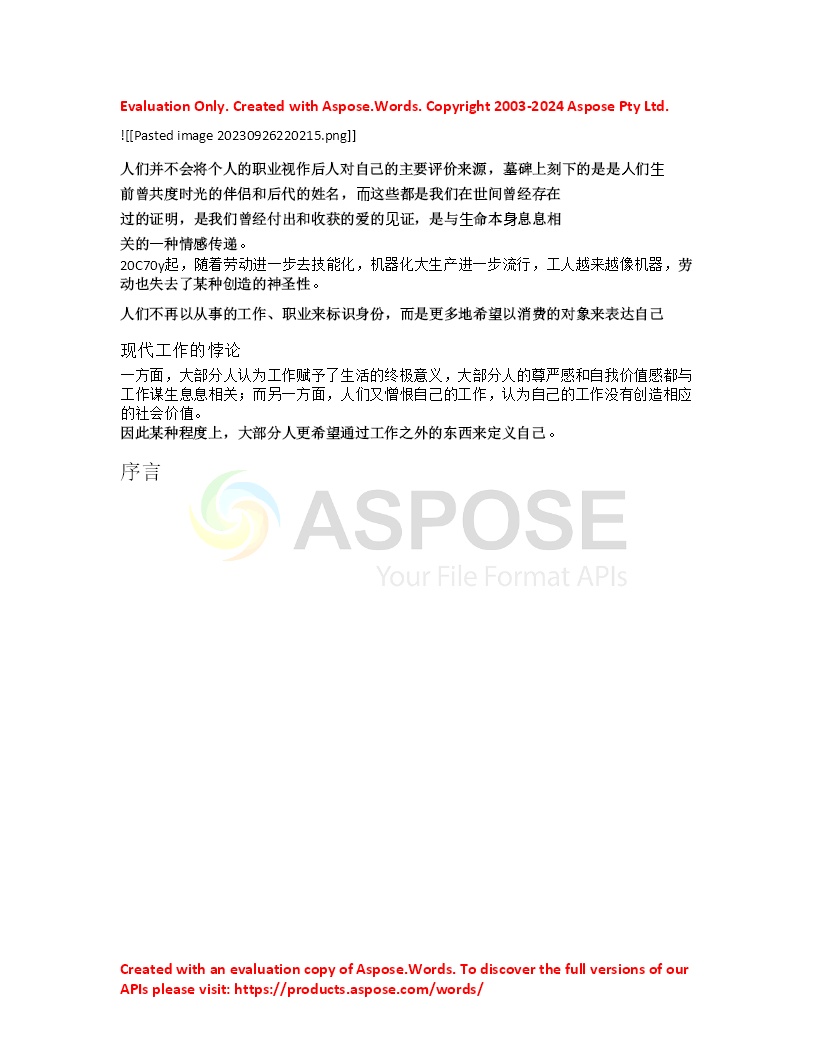 Evaluation Only. Created with Aspose.Words. Copyright 2003-2024 Aspose Pty Ltd.
![[Pasted image 20230926220215.png]]
人们并不会将个人的职业视作后人对自己的主要评价来源，墓碑上刻下的是是人们生
前曾共度时光的伴侣和后代的姓名，而这些都是我们在世间曾经存在
过的证明，是我们曾经付出和收获的爱的见证，是与生命本身息息相
关的一种情感传递。
20C70y起，随着劳动进一步去技能化，机器化大生产进一步流行，工人越来越像机器，劳
动也失去了某种创造的神圣性。
人们不再以从事的工作、职业来标识身份，而是更多地希望以消费的对象来表达自己
现代工作的悖论
一方面，大部分人认为工作赋予了生活的终极意义，大部分人的尊严感和自我价值感都与
工作谋生息息相关；而另一方面，人们又憎恨自己的工作，认为自己的工作没有创造相应
的社会价值。
因此某种程度上，大部分人更希望通过工作之外的东西来定义自己。
序言
ASPOSE
Your File Format APIs
Created with an evaluation copy of Aspose.Words. To discover the full versions of our
APIs please visit: https://products.aspose.com/words/